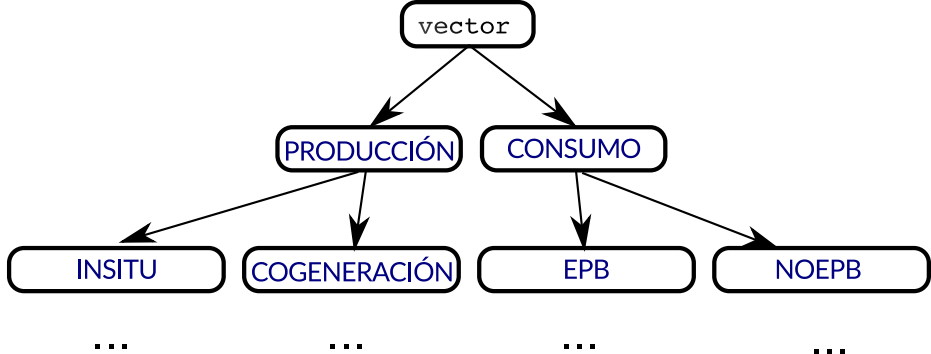 vector
PRODUCCIÓN CONSUMO
INSITU COGENERACIÓN EPB NOEPB
... ... ... ...